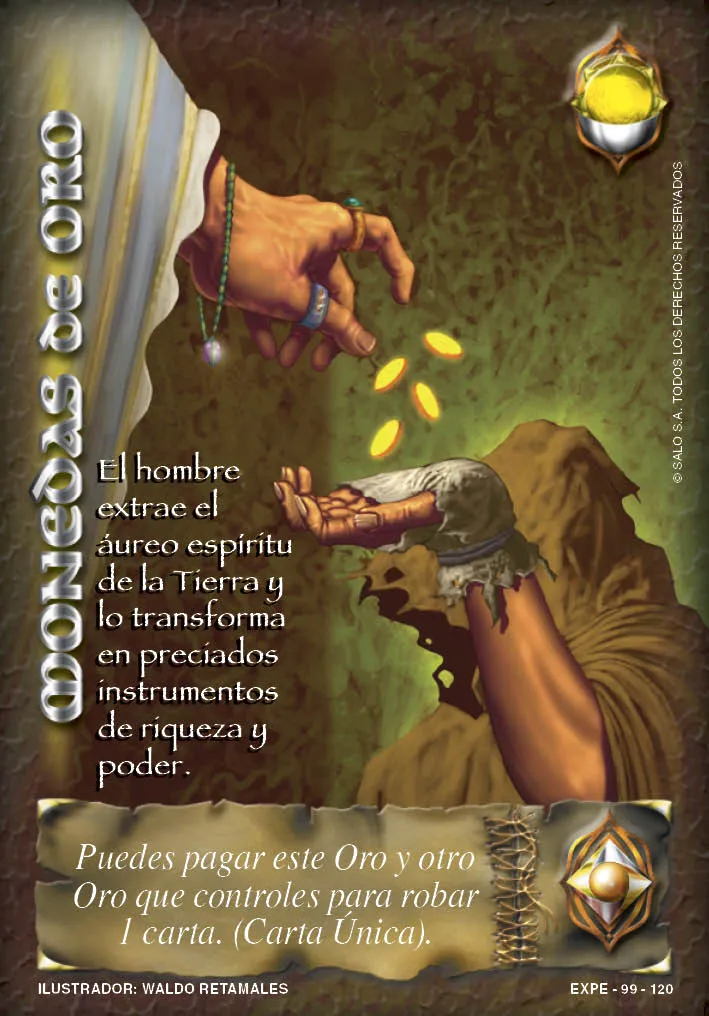 MONEDAS DE ORO
© SALO S.A. TODOS LOS DERECHOS RESERVADOS
El hombre
extrae el
áureo espíritu
de la Tierra y
lo transforma
en preciados
instrumentos
de riqueza y
poder.
Puedes pagar este Oro y otro
Oro que controles para robar
1 carta. (Carta Única).
ILUSTRADOR: WALDO RETAMALES
EXPE - 99 - 120